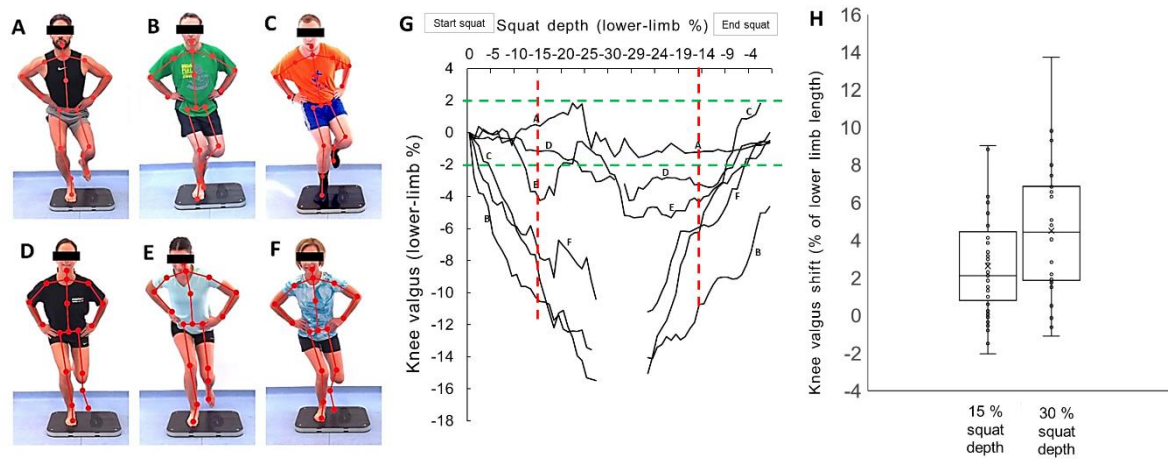 A
B
C
D
E
F
G
Start squat
Squat depth (lower-limb %)
End squat
0 -5 -10 -15 -20 -25 -29 -24 -19 -14 -9 -4
Knee valgus (lower-limb %)
4
2
0
-2
-4
-6
-8
-10
-12
-14
-16
-18
A
D
C
E
B
F
A
D
E
F
C
B
H
Knee valgus shift (% of lower limb length)
16
14
12
10
8
6
4
2
0
-2
-4
15 %
squat
depth
30 %
squat
depth